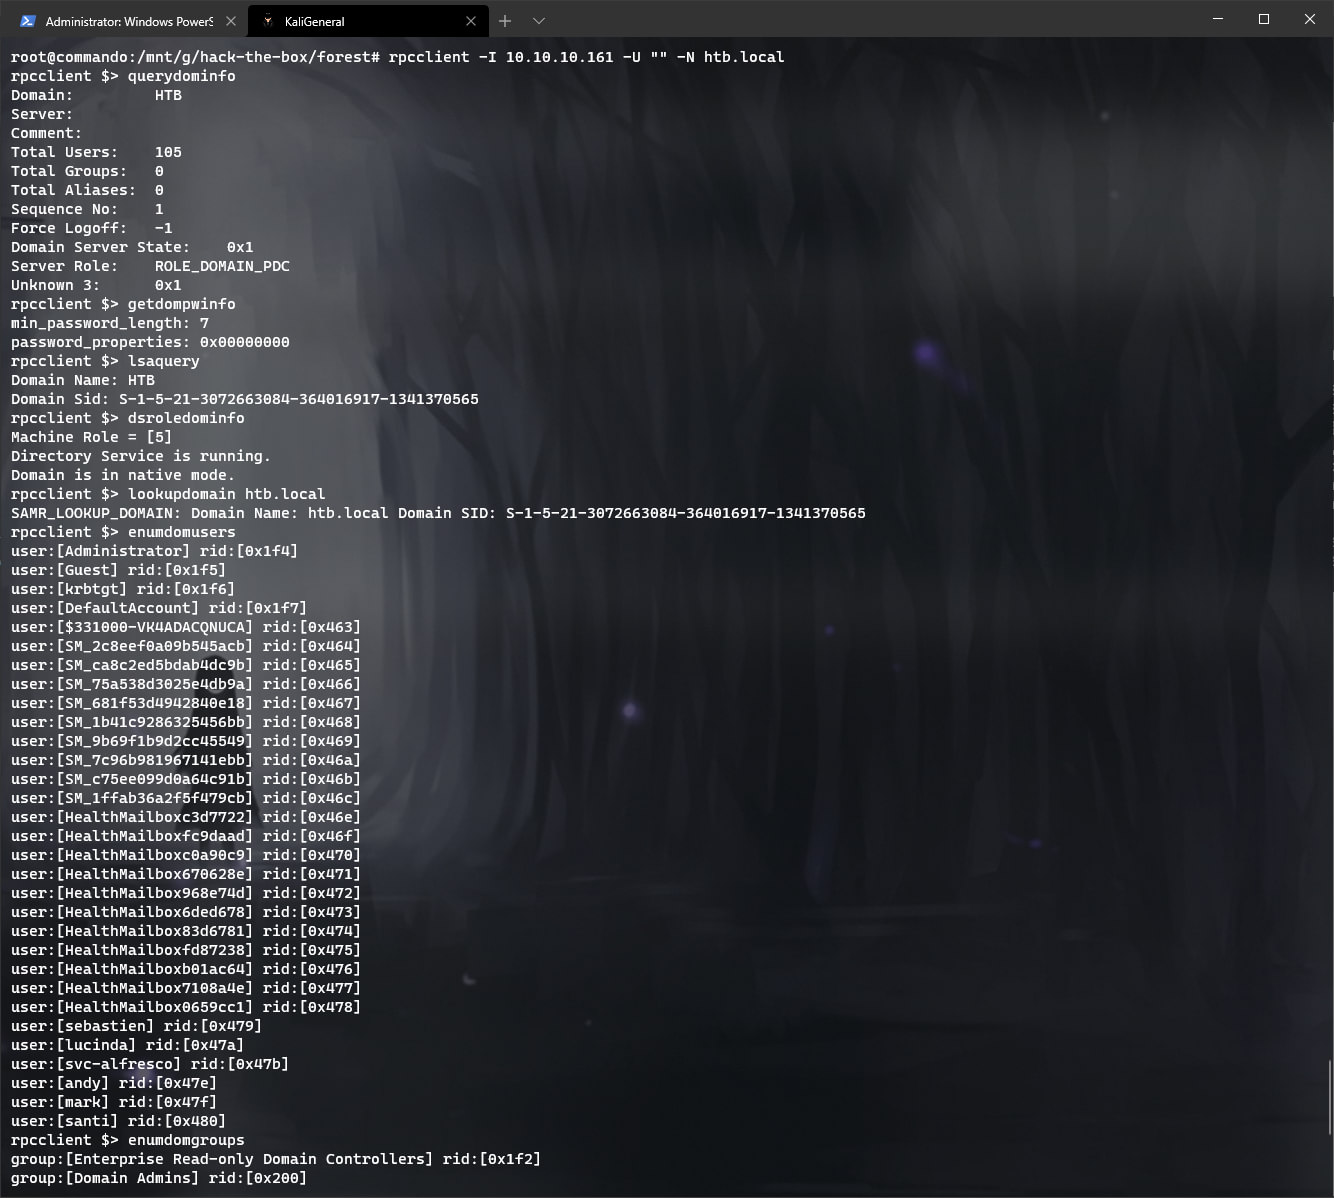 Administrator: Windows PowerS
KaliGeneral
root@commando:/mnt/g/hack-the-box/forest# rpcclient -I 10.10.10.161 -U "" -N htb.local
rpcclient $> querydominfo
Domain:         HTB
Server:
Comment:
Total Users:    105
Total Groups:   0
Total Aliases:  0
Sequence No:    1
Force Logoff:   -1
Domain Server State:    0x1
Server Role:    ROLE_DOMAIN_PDC
Unknown 3:      0x1
rpcclient $> getdompwinfo
min_password_length: 7
password_properties: 0x00000000
rpcclient $> lsaquery
Domain Name: HTB
Domain Sid: S-1-5-21-3072663084-364016917-1341370565
rpcclient $> dsroledominfo
Machine Role = [5]
Directory Service is running.
Domain is in native mode.
rpcclient $> lookupdomain htb.local
SAMR_LOOKUP_DOMAIN: Domain Name: htb.local Domain SID: S-1-5-21-3072663084-364016917-1341370565
rpcclient $> enumdomusers
user:[Administrator] rid:[0x1f4]
user:[Guest] rid:[0x1f5]
user:[krbtgt] rid:[0x1f6]
user:[DefaultAccount] rid:[0x1f7]
user:[$331000-VK4ADACQNUCA] rid:[0x463]
user:[SM_2c8eef0a09b545acb] rid:[0x464]
user:[SM_ca8c2ed5bdab4dc9b] rid:[0x465]
user:[SM_75a538d3025e4db9a] rid:[0x466]
user:[SM_681f53d4942840e18] rid:[0x467]
user:[SM_1b41c9286325456bb] rid:[0x468]
user:[SM_9b69f1b9d2cc45549] rid:[0x469]
user:[SM_7c96b981967141ebb] rid:[0x46a]
user:[SM_c75ee099d0a64c91b] rid:[0x46b]
user:[SM_1ffab36a2f5f479cb] rid:[0x46c]
user:[HealthMailboxc3d7722] rid:[0x46e]
user:[HealthMailboxfc9daad] rid:[0x46f]
user:[HealthMailboxc0a90c9] rid:[0x470]
user:[HealthMailbox670628e] rid:[0x471]
user:[HealthMailbox968e74d] rid:[0x472]
user:[HealthMailbox6ded678] rid:[0x473]
user:[HealthMailbox83d6781] rid:[0x474]
user:[HealthMailboxfd87238] rid:[0x475]
user:[HealthMailboxb01ac64] rid:[0x476]
user:[HealthMailbox7108a4e] rid:[0x477]
user:[HealthMailbox0659cc1] rid:[0x478]
user:[sebastien] rid:[0x479]
user:[lucinda] rid:[0x47a]
user:[svc-alfresco] rid:[0x47b]
user:[andy] rid:[0x47e]
user:[mark] rid:[0x47f]
user:[santi] rid:[0x480]
rpcclient $> enumdomgroups
group:[Enterprise Read-only Domain Controllers] rid:[0x1f2]
group:[Domain Admins] rid:[0x200]